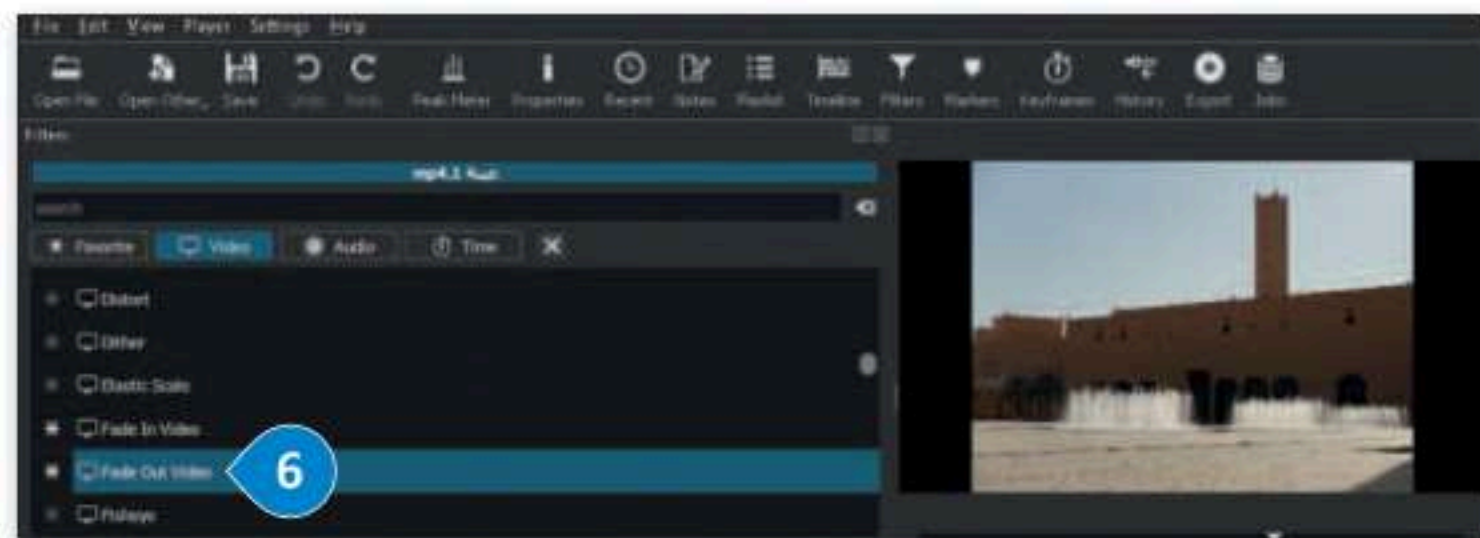 File Edit View Player Settings Help
Open File Open Other... Save Undo Redo Peak Meter Properties Recent Notes Playlist Timeline Filters Markers Keyframes History Export Jobs
Filters
mp4.1
search
Favorite Video Audio Time
Distort
Dither
Elastic Scale
Fade In Video
Fade Out Video
6
Fisheye